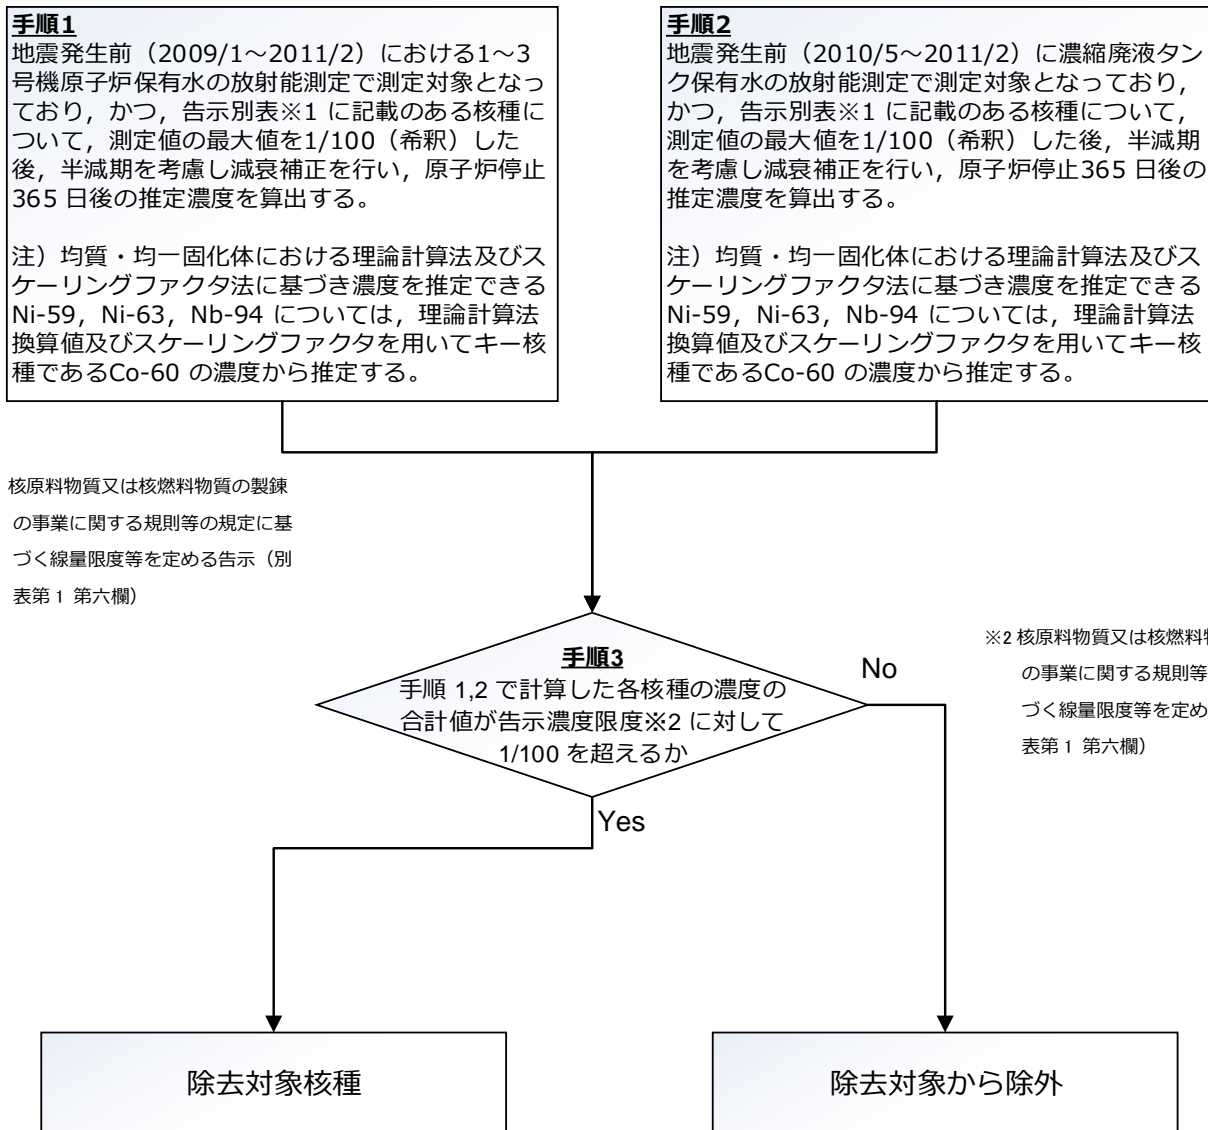 手順1
地震発生前（2009/1～2011/2）における1～3
号機原子炉保有水の放射能測定で測定対象となっ
ており，かつ，告示別表※1 に記載のある核種に
ついて，測定値の最大値を1/100（希釈）した
後，半減期を考慮し減衰補正を行い，原子炉停止
365 日後の推定濃度を算出する。
注）均質・均一固化体における理論計算法及びス
ケーリングファクタ法に基づき濃度を推定できる
Ni-59，Ni-63，Nb-94 については，理論計算法
換算値及びスケーリングファクタを用いてキー核
種であるCo-60 の濃度から推定する。
手順2
地震発生前（2010/5～2011/2）に濃縮廃液タン
ク保有水の放射能測定で測定対象となっており，
かつ，告示別表※1 に記載のある核種について，
測定値の最大値を1/100（希釈）した後，半減期
を考慮し減衰補正を行い，原子炉停止365 日後の
推定濃度を算出する。
注）均質・均一固化体における理論計算法及びス
ケーリングファクタ法に基づき濃度を推定できる
Ni-59，Ni-63，Nb-94 については，理論計算法
換算値及びスケーリングファクタを用いてキー核
種であるCo-60 の濃度から推定する。
核原料物質又は核燃料物質の製錬
の事業に関する規則等の規定に基
づく線量限度等を定める告示（別
表第 1 第六欄）
手順3
手順 1,2 で計算した各核種の濃度の
合計値が告示濃度限度※2 に対して
1/100 を超えるか
No
※2 核原料物質又は核燃料
の事業に関する規則等
づく線量限度等を定め
表第 1 第六欄）
Yes
除去対象核種
除去対象から除外